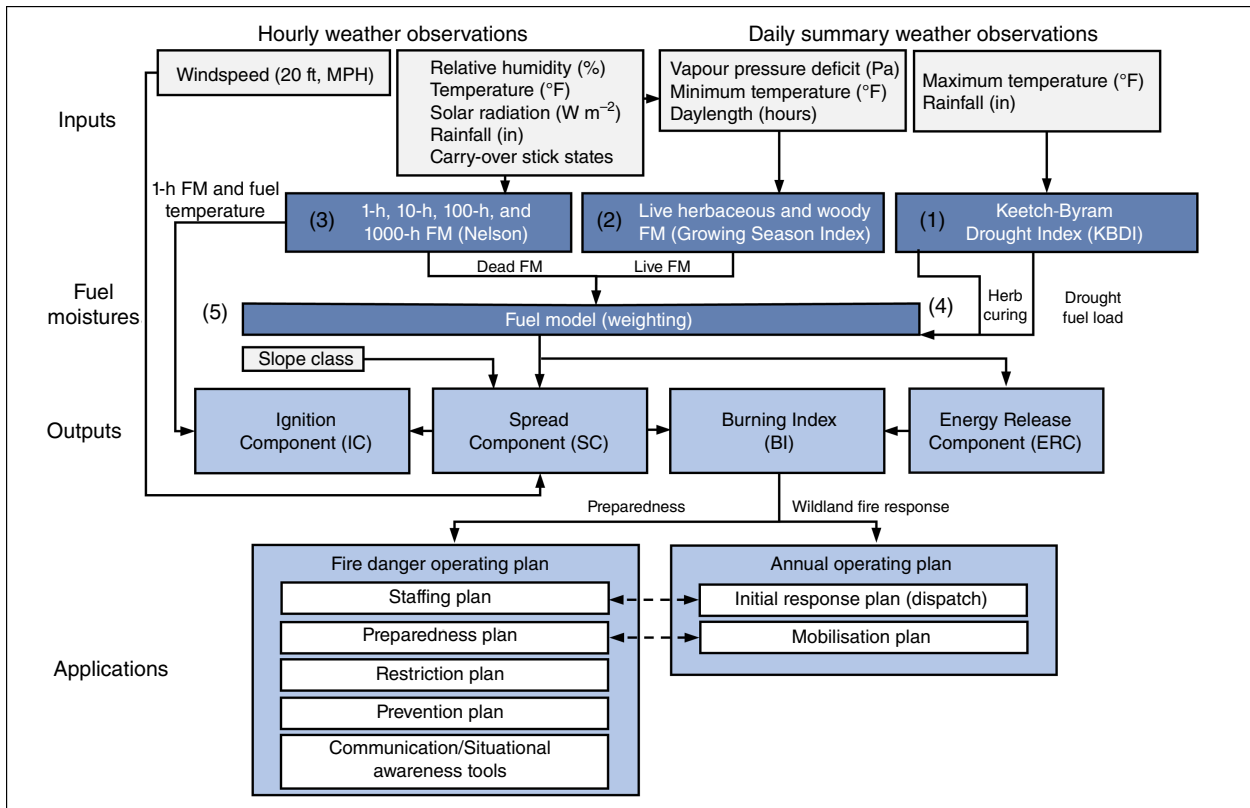 Hourly weather observations
Daily summary weather observations
Windspeed (20 ft, MPH)
Relative humidity (%)
Temperature (°F)
Solar radiation (W m⁻²)
Rainfall (in)
Carry-over stick states
Vapour pressure deficit (Pa)
Minimum temperature (°F)
Daylength (hours)
Maximum temperature (°F)
Rainfall (in)
Inputs
1-h FM and fuel
temperature
(3)
1-h, 10-h, 100-h, and
1000-h FM (Nelson)
(2)
Live herbaceous and woody
FM (Growing Season Index)
(1)
Keetch-Byram
Drought Index (KBDI)
Dead FM
Live FM
Fuel
moistures
(5)
Fuel model (weighting)
(4)
Herb
curing
Drought
fuel load
Slope class
Outputs
Ignition
Component (IC)
Spread
Component (SC)
Burning Index
(BI)
Energy Release
Component (ERC)
Preparedness
Wildland fire response
Applications
Fire danger operating plan
Staffing plan
Preparedness plan
Restriction plan
Prevention plan
Communication/Situational
awareness tools
Annual operating plan
Initial response plan (dispatch)
Mobilisation plan